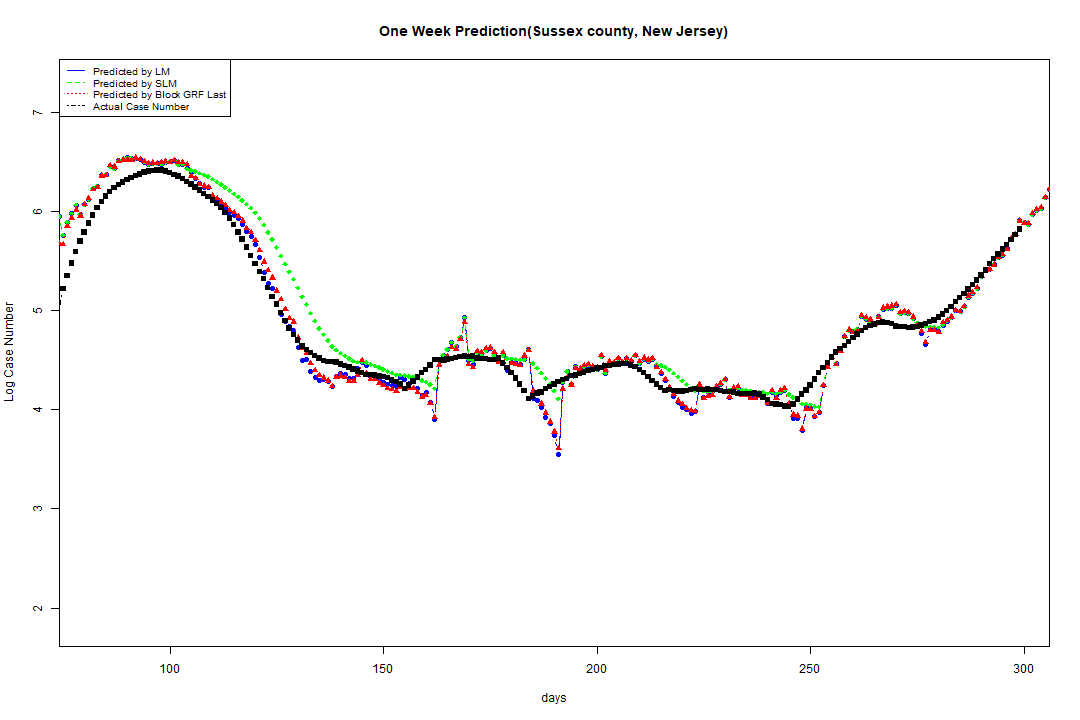 One Week Prediction(Sussex county, New Jersey)
Predicted by LM
Predicted by SLM
Predicted by Block GRF Last
Actual Case Number
7
6
5
4
3
2
Log Case Number
100 150 200 250 300
days